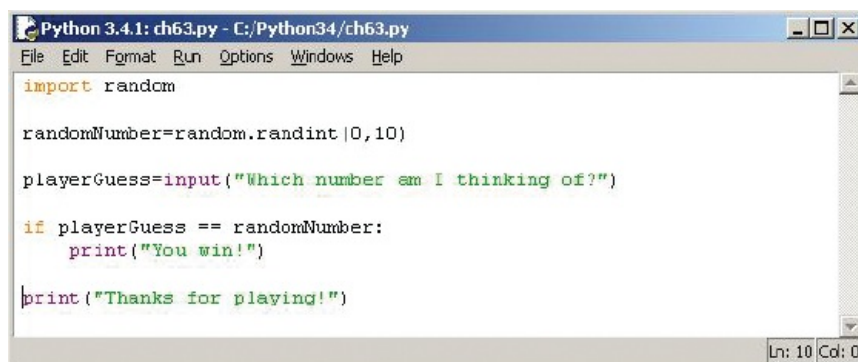 Python 3.4.1: ch63.py - C:/Python34/ch63.py
File Edit Format Run Options Windows Help
import random
randomNumber=random.randint|0,10)
playerGuess=input("Which number am I thinking of?")
if playerGuess == randomNumber:
print("You win!")
print("Thanks for playing!")
Ln: 10 Col: 0